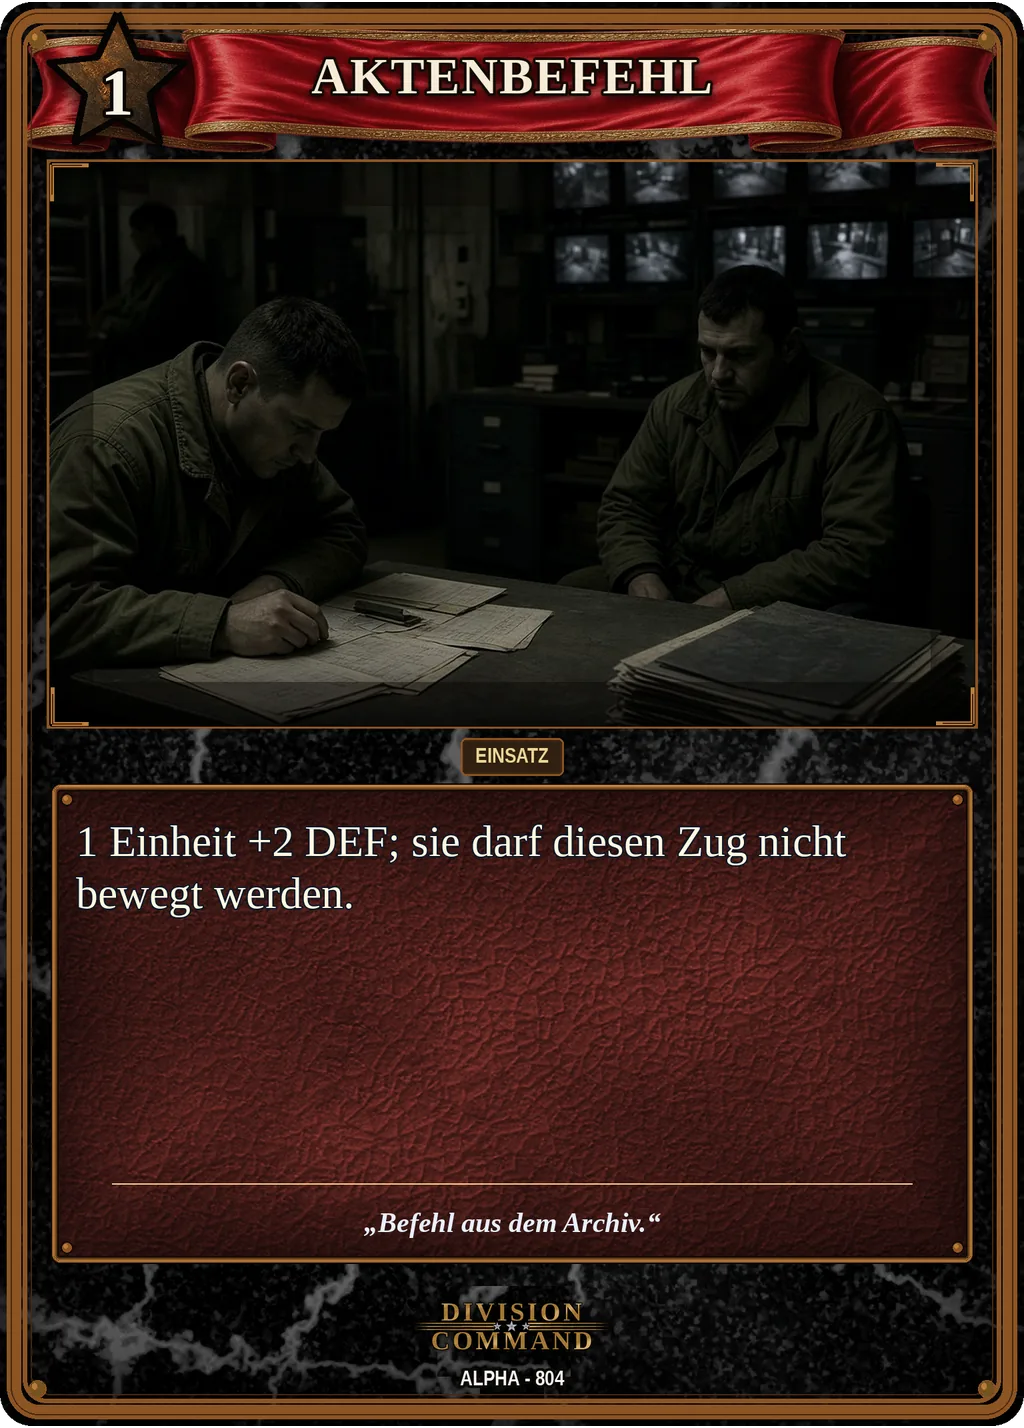 1
AKTENBEFEHL
EINSATZ
1 Einheit +2 DEF; sie darf diesen Zug nicht
bewegt werden.
„Befehl aus dem Archiv.“
DIVISION
COMMAND
ALPHA - 804